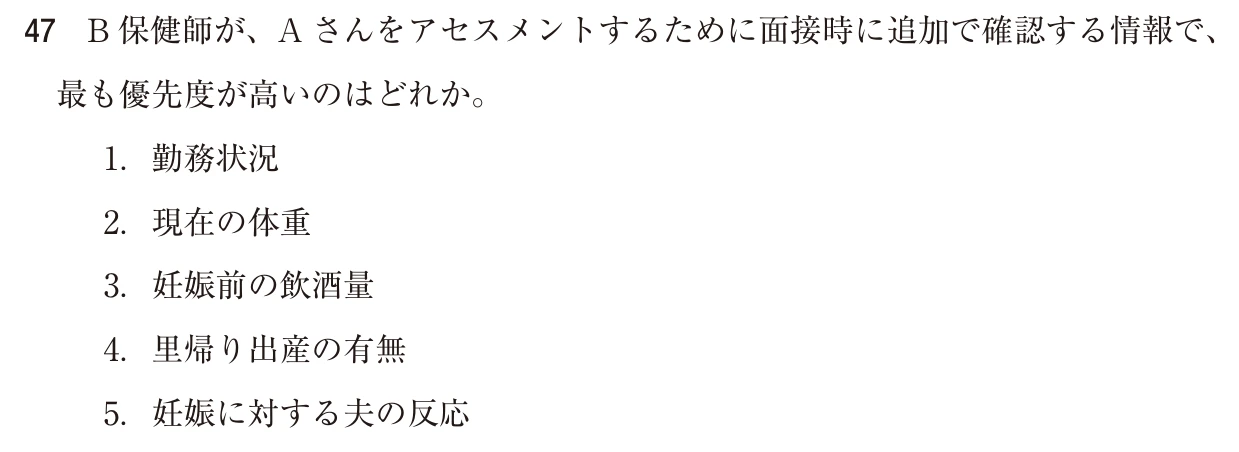 47 B保健師が、Aさんをアセスメントするために面接時に追加で確認する情報で、
最も優先度が高いのはどれか。
1. 勤務状況
2. 現在の体重
3. 妊娠前の飲酒量
4. 里帰り出産の有無
5. 妊娠に対する夫の反応